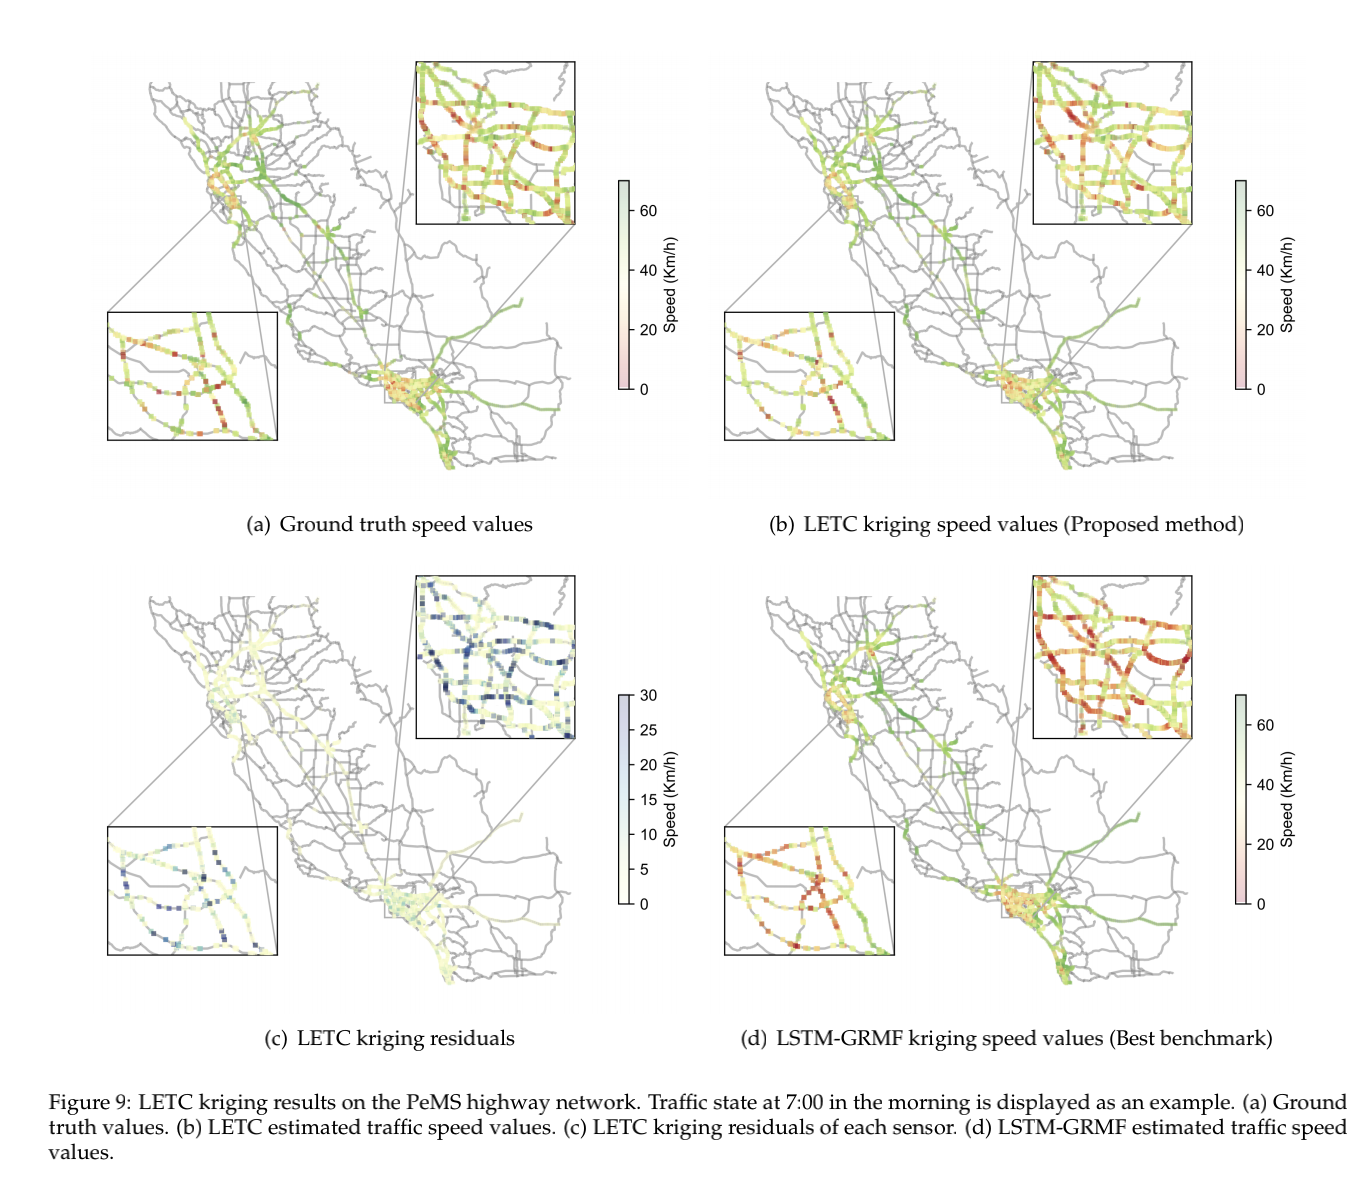 60
40
20
0
Speed (Km/h)
60
40
20
0
Speed (Km/h)
(a) Ground truth speed values
(b) LETC kriging speed values (Proposed method)
30
25
20
15
10
5
0
Speed (Km/h)
60
40
20
0
Speed (Km/h)
(c) LETC kriging residuals
(d) LSTM-GRMF kriging speed values (Best benchmark)
Figure 9: LETC kriging results on the PeMS highway network. Traffic state at 7:00 in the morning is displayed as an example. (a) Ground
truth values. (b) LETC estimated traffic speed values. (c) LETC kriging residuals of each sensor. (d) LSTM-GRMF estimated traffic speed
values.